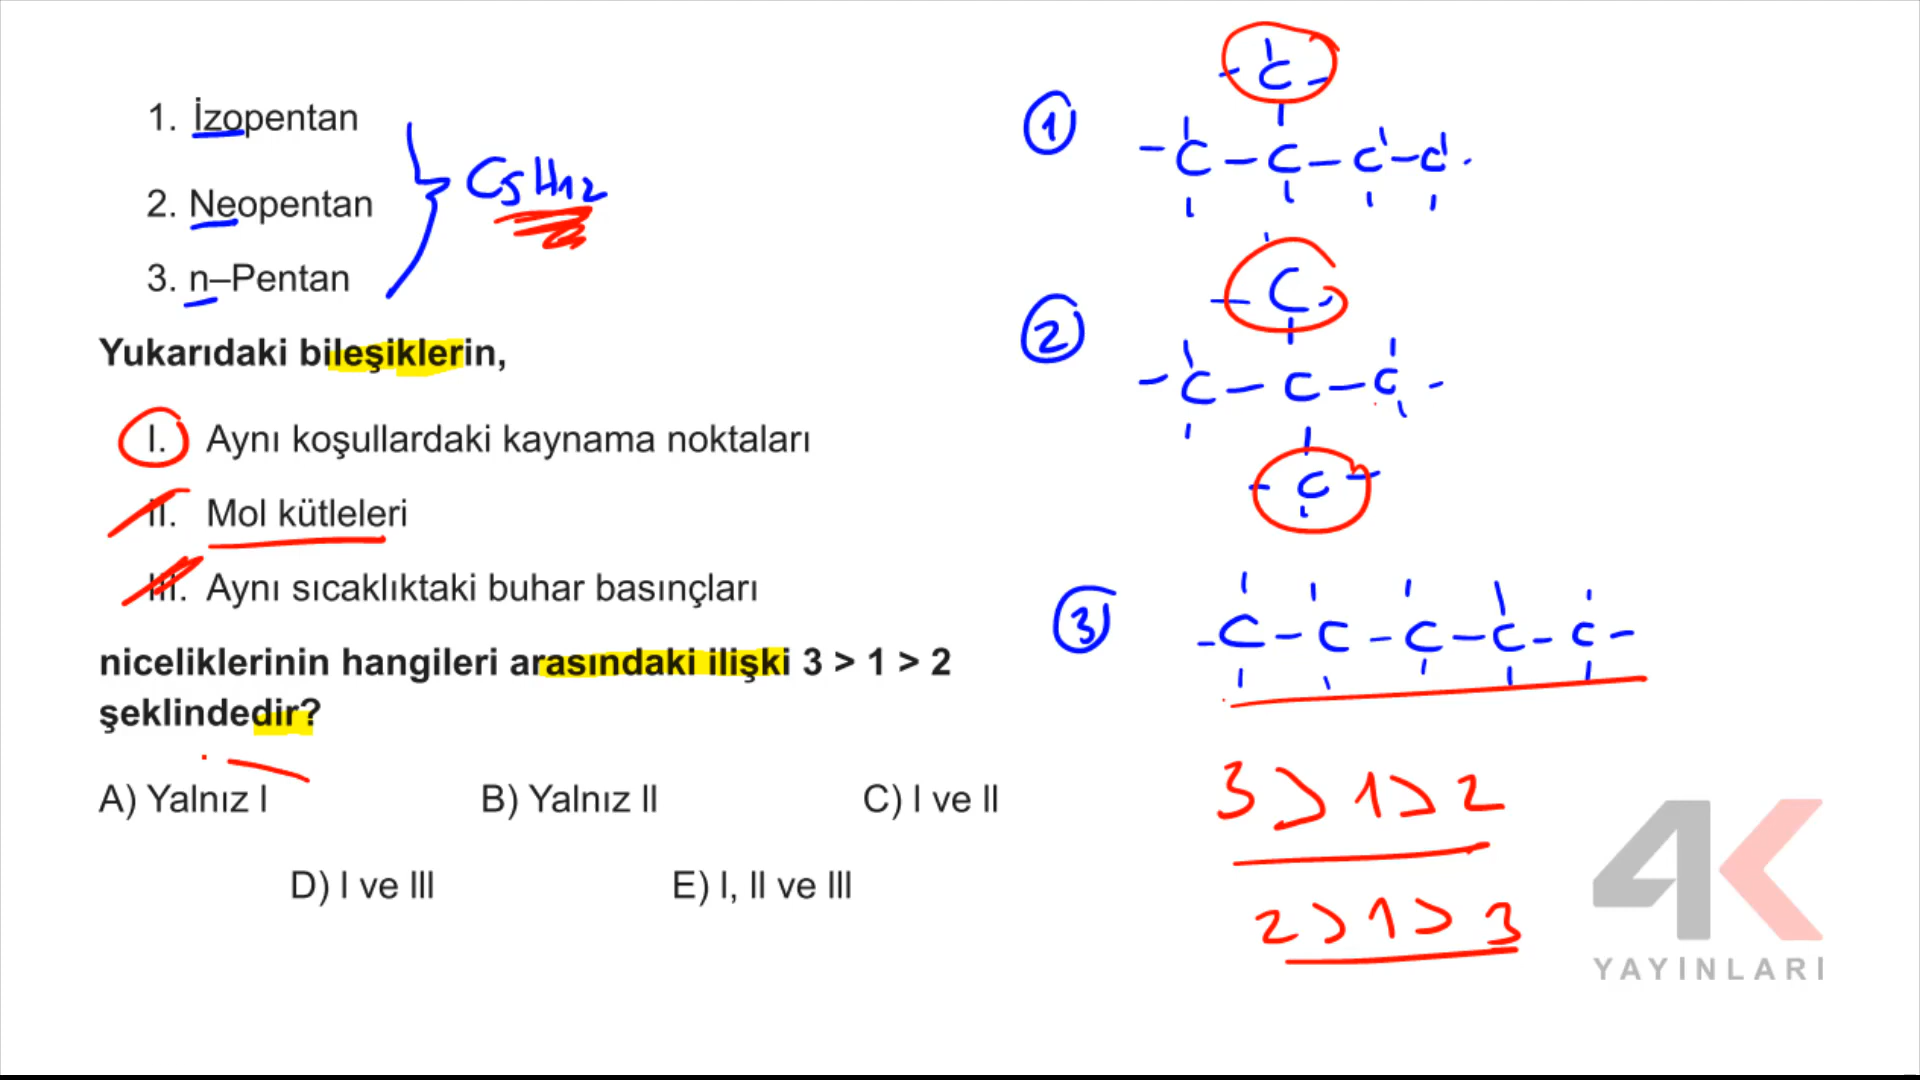 1. İzopentan
2. Neopentan
3. n–Pentan
C5H12
Yukarıdaki bileşiklerin,
I. Aynı koşullardaki kaynama noktaları
II. Mol kütleleri
III. Aynı sıcaklıktaki buhar basınçları
niceliklerinin hangileri arasındaki ilişki 3 > 1 > 2
şeklindedir?
A) Yalnız I B) Yalnız II C) I ve II
D) I ve III E) I, II ve III
1
C
C – C – C – C
2
C
C – C – C
C
3
C – C – C – C – C
3 > 1 > 2
2 > 1 > 3
4K
YAYINLARI